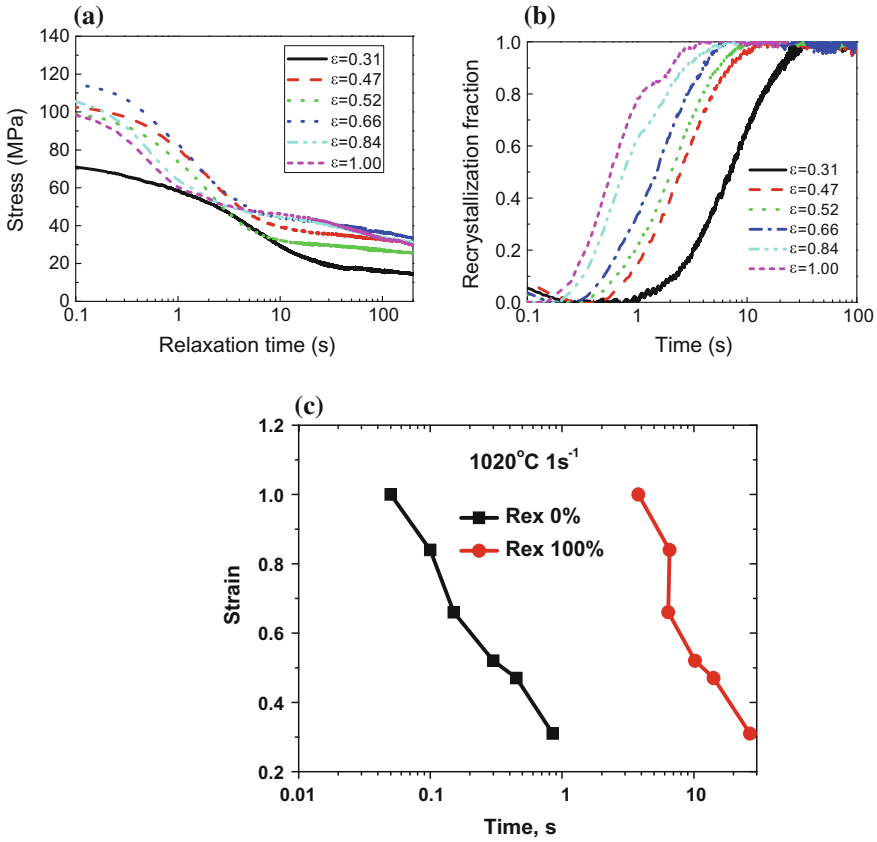 (a)
140
120
100
80
60
40
20
0
Stress (MPa)
0.1
1
10
100
Relaxation time (s)
ε=0.31
ε=0.47
ε=0.52
ε=0.66
ε=0.84
ε=1.00
(b)
1.0
0.8
0.6
0.4
0.2
0.0
Recrystallization fraction
0.1
1
10
100
Time (s)
ε=0.31
ε=0.47
ε=0.52
ε=0.66
ε=0.84
ε=1.00
(c)
1.2
1.0
0.8
0.6
0.4
0.2
Strain
1020°C 1s⁻¹
Rex 0%
Rex 100%
0.01
0.1
1
10
Time, s